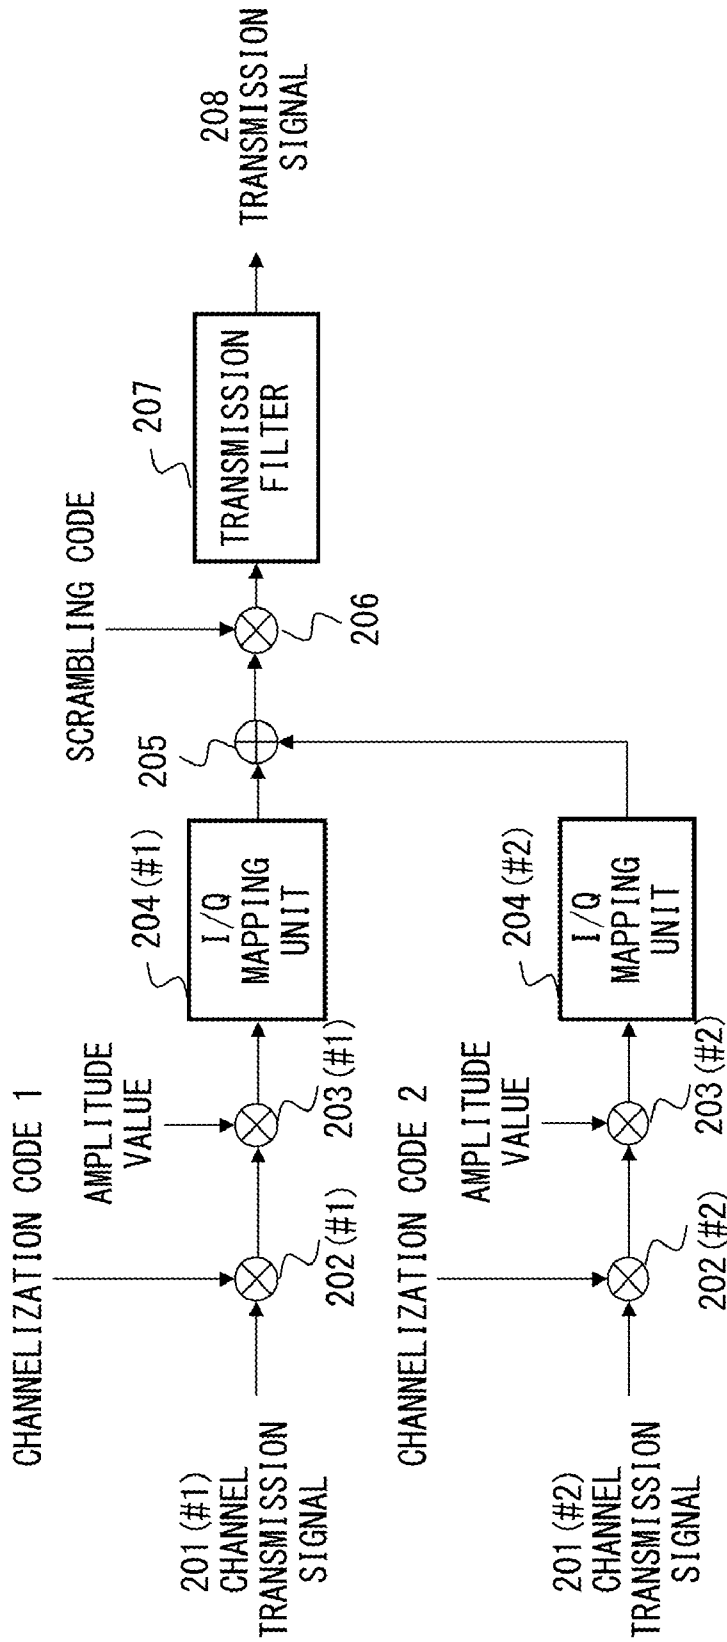 CHANNELIZATION CODE 1
201(#1)
CHANNEL
TRANSMISSION
SIGNAL
202(#1)
AMPLITUDE
VALUE
203(#1)
204(#1)
I/Q
MAPPING
UNIT
205
SCRAMBLING CODE
206
207
TRANSMISSION
FILTER
208
TRANSMISSION
SIGNAL
CHANNELIZATION CODE 2
201(#2)
CHANNEL
TRANSMISSION
SIGNAL
202(#2)
AMPLITUDE
VALUE
203(#2)
204(#2)
I/Q
MAPPING
UNIT